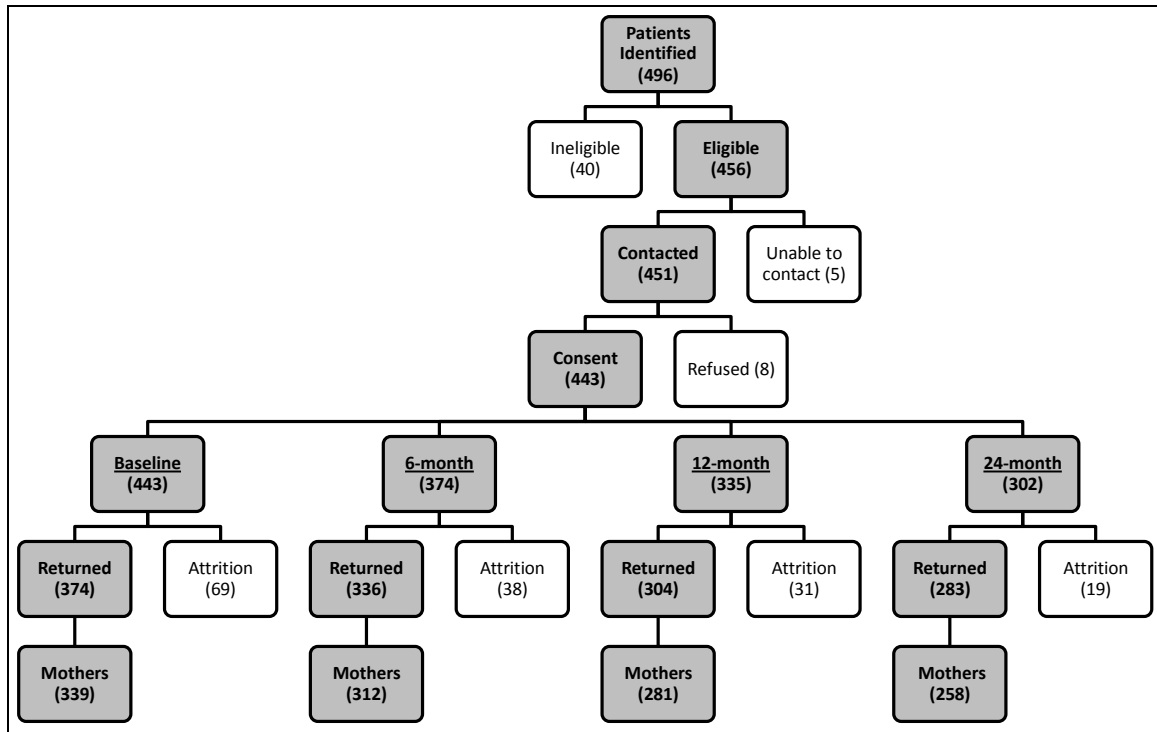 Patients
Identified
(496)
Ineligible
(40)
Eligible
(456)
Contacted
(451)
Unable to
contact (5)
Consent
(443)
Refused (8)
Baseline
(443)
6-month
(374)
12-month
(335)
24-month
(302)
Returned
(374)
Attrition
(69)
Returned
(336)
Attrition
(38)
Returned
(304)
Attrition
(31)
Returned
(283)
Attrition
(19)
Mothers
(339)
Mothers
(312)
Mothers
(281)
Mothers
(258)